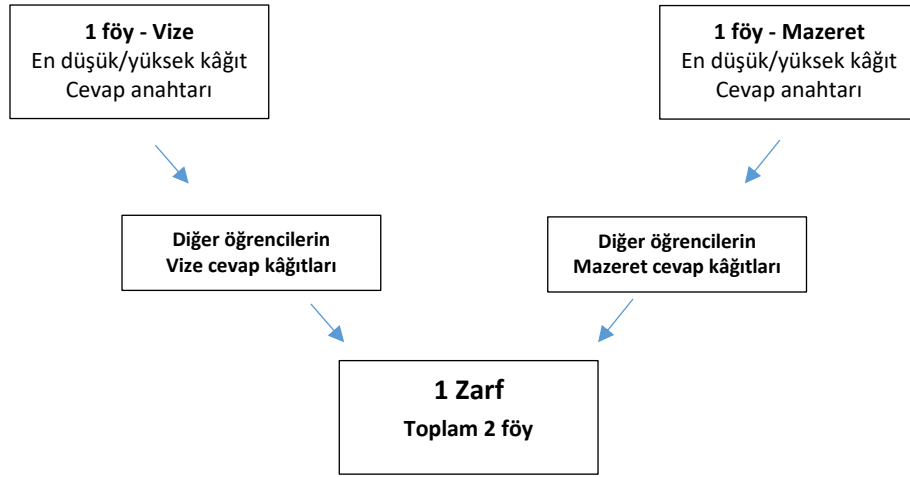 1 föy - Vize
En düşük/yüksek kâğıt
Cevap anahtarı
1 föy - Mazeret
En düşük/yüksek kâğıt
Cevap anahtarı
Diğer öğrencilerin
Vize cevap kâğıtları
Diğer öğrencilerin
Mazeret cevap kâğıtları
1 Zarf
Toplam 2 föy